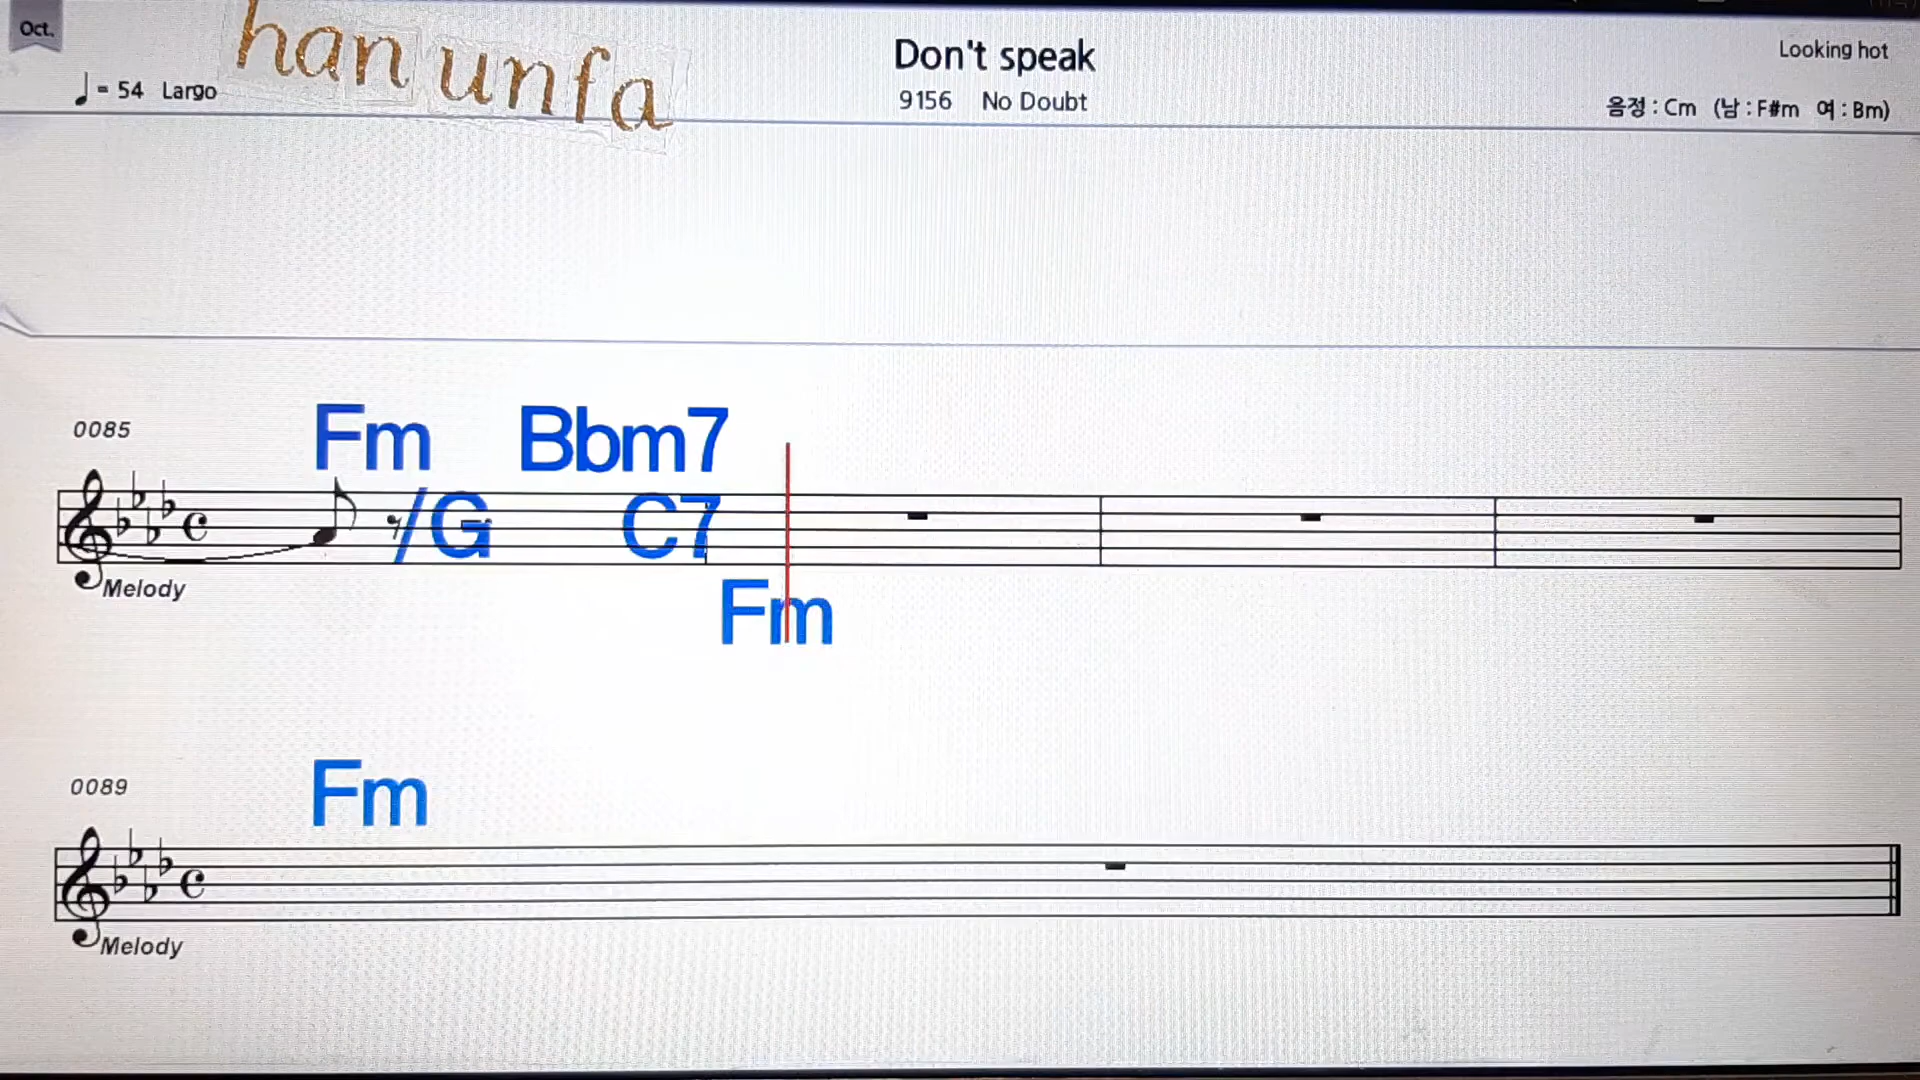 Oct.
han unfa
Don't speak
Looking hot
= 54 Largo
9156 No Doubt
음정 : Cm (남 : F#m 여 : Bm)
0085
Fm Bbm7
/G C7
Melody
Fm
0089
Fm
Melody